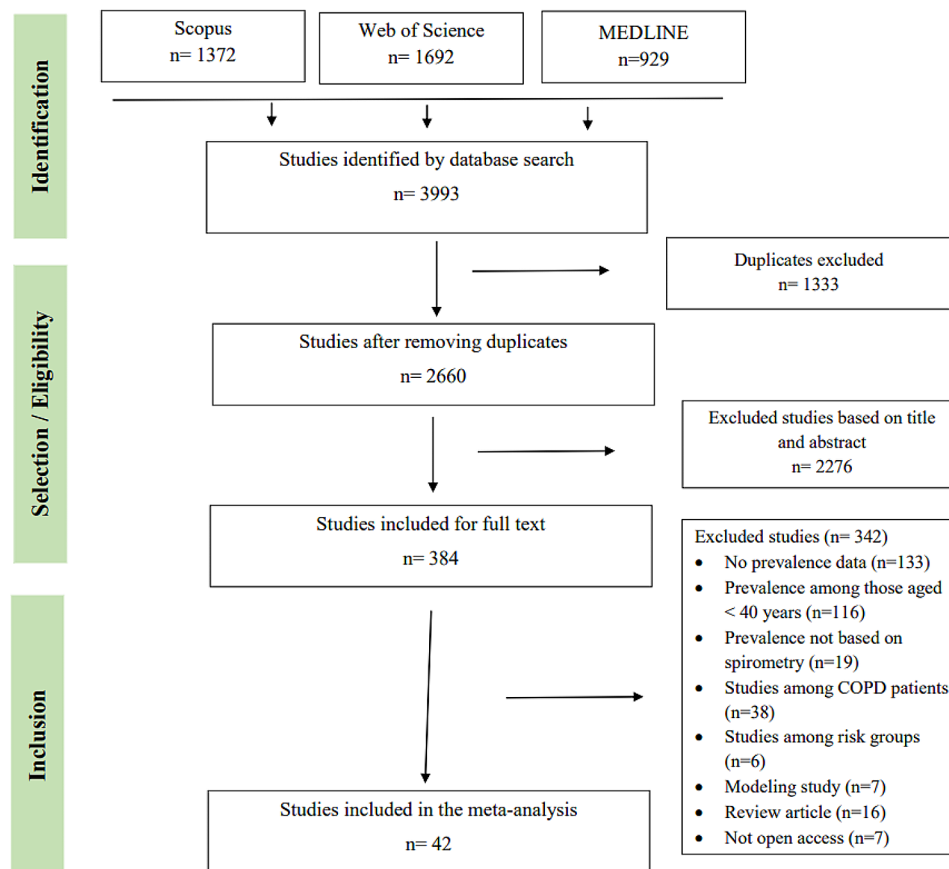 Identification
Scopus
n= 1372
Web of Science
n= 1692
MEDLINE
n=929
Studies identified by database search
n= 3993
Duplicates excluded
n= 1333
Selection / Eligibility
Studies after removing duplicates
n= 2660
Excluded studies based on title
and abstract
n= 2276
Studies included for full text
n= 384
Excluded studies (n= 342)
• No prevalence data (n=133)
• Prevalence among those aged
< 40 years (n=116)
• Prevalence not based on
spirometry (n=19)
• Studies among COPD patients
(n=38)
• Studies among risk groups
(n=6)
• Modeling study (n=7)
• Review article (n=16)
• Not open access (n=7)
Inclusion
Studies included in the meta-analysis
n= 42